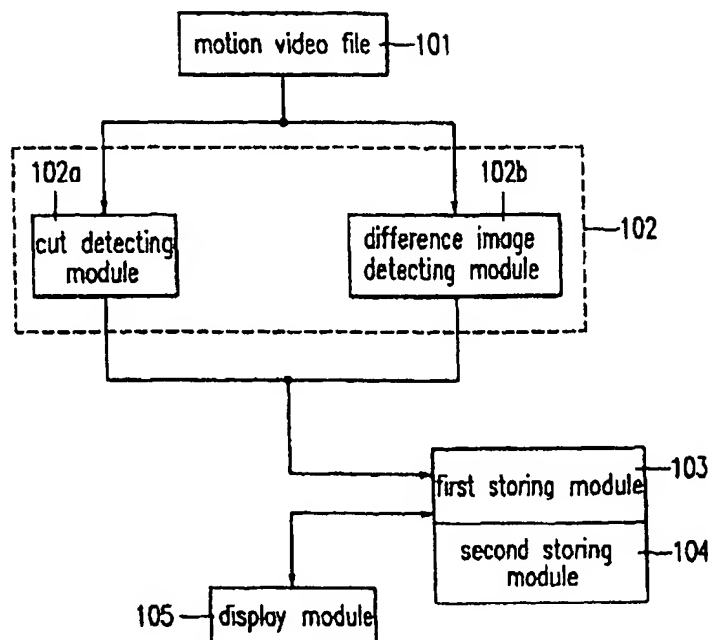 motion video file 101
102a
102b
cut detecting
module
difference image
detecting module
102
first storing module 103
second storing
module 104
105 display module